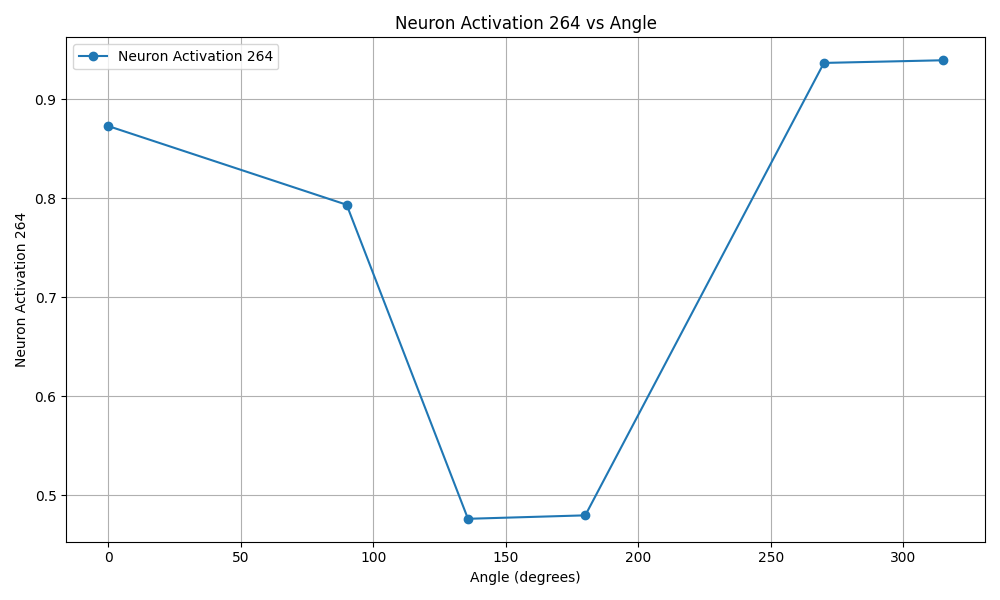 Neuron Activation 264 vs Angle
Neuron Activation 264
0.9
0.8
0.7
0.6
0.5
Neuron Activation 264
0 50 100 150 200 250 300
Angle (degrees)